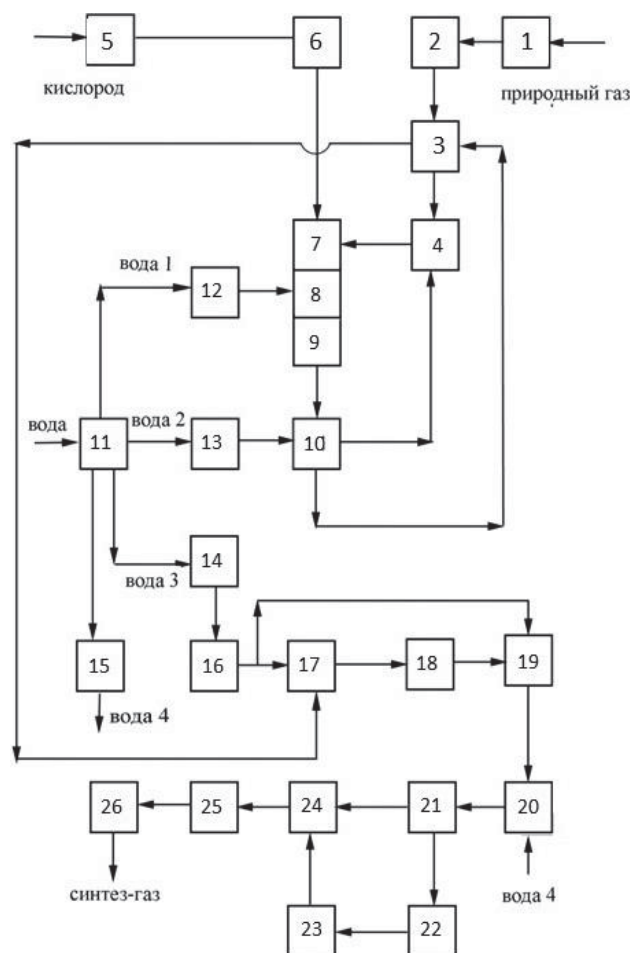 5
6
2
1
кислород
природный газ
3
7
4
вода 1
12
8
9
вода
11
вода 2
13
10
14
вода 3
15
16
17
18
19
вода 4
26
25
24
21
20
синтез-газ
23
22
вода 4